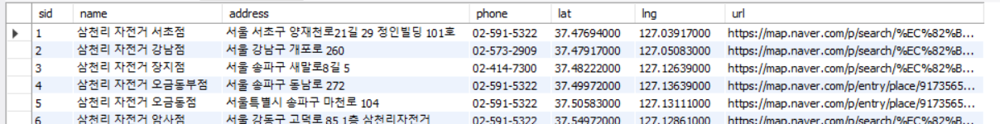 sid name address phone lat lng url
1 삼천리 자전거 서초점 서울 서초구 양재천로21길 29 정인빌딩 101호 02-591-5322 37.47694000 127.03917000 https://map.naver.com/p/search/%EC%82%B...
2 삼천리 자전거 강남점 서울 강남구 개포로 260 02-573-2909 37.47917000 127.05083000 https://map.naver.com/p/search/%EC%82%B...
3 삼천리 자전거 장지점 서울 송파구 새말로8길 5 02-414-7300 37.48222000 127.12639000 https://map.naver.com/p/search/%EC%82%B...
4 삼천리 자전거 오금동부점 서울 송파구 동남로 272 02-591-5322 37.49972000 127.13639000 https://map.naver.com/p/entry/place/9173565...
5 삼천리 자전거 오금동점 서울특별시 송파구 마천로 104 02-591-5322 37.50583000 127.13111000 https://map.naver.com/p/entry/place/9173565...
6 삼천리 자전거 암사점 서울 강동구 고덕로 85 1층 삼천리자전거 02-591-5322 37.54972000 127.12861000 https://map.naver.com/p/search/%EC%82%B...